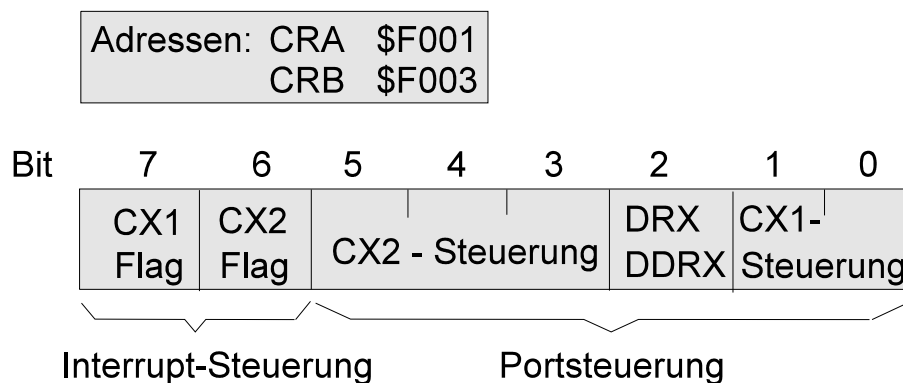 Adressen: CRA $F001
CRB $F003
Bit 7 6 5 4 3 2 1 0
CX1 CX2 DRX CX1-
Flag Flag CX2 - Steuerung DDRX Steuerung
Interrupt-Steuerung Portsteuerung